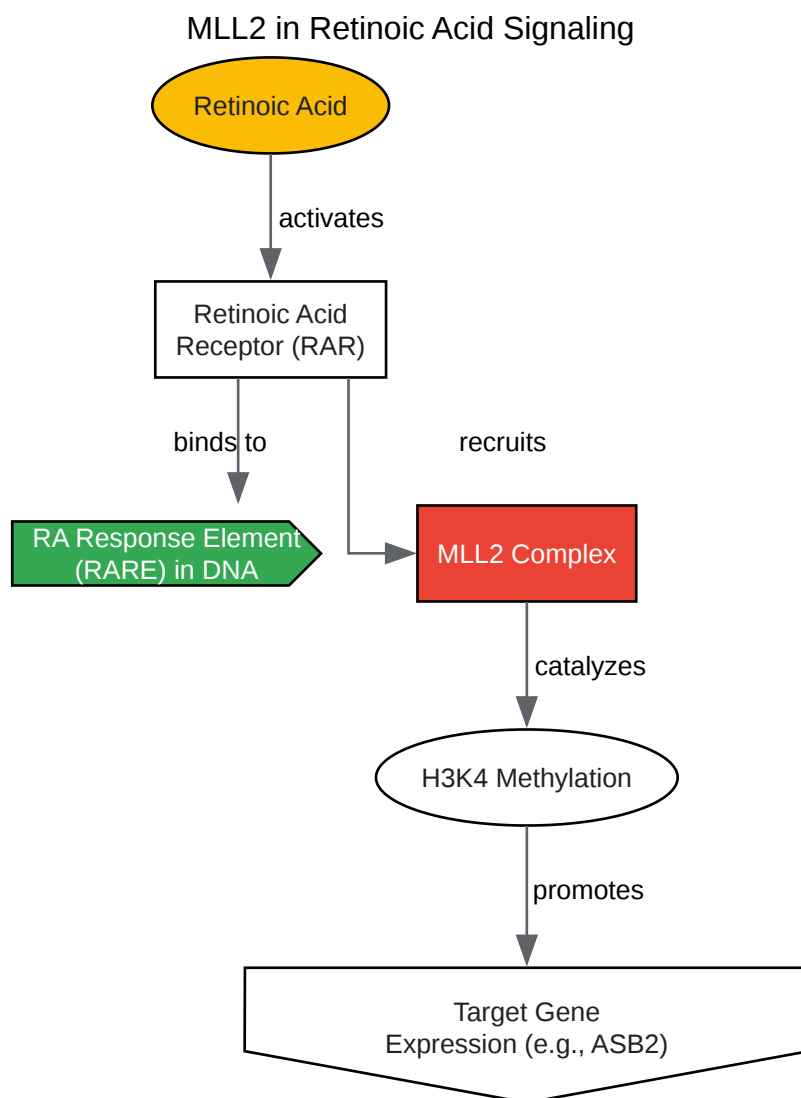 MLL2 in Retinoic Acid Signaling
Retinoic Acid
activates
Retinoic Acid
Receptor (RAR)
binds to
recruits
RA Response Element
(RARE) in DNA
MLL2 Complex
catalyzes
H3K4 Methylation
promotes
Target Gene
Expression (e.g., ASB2)